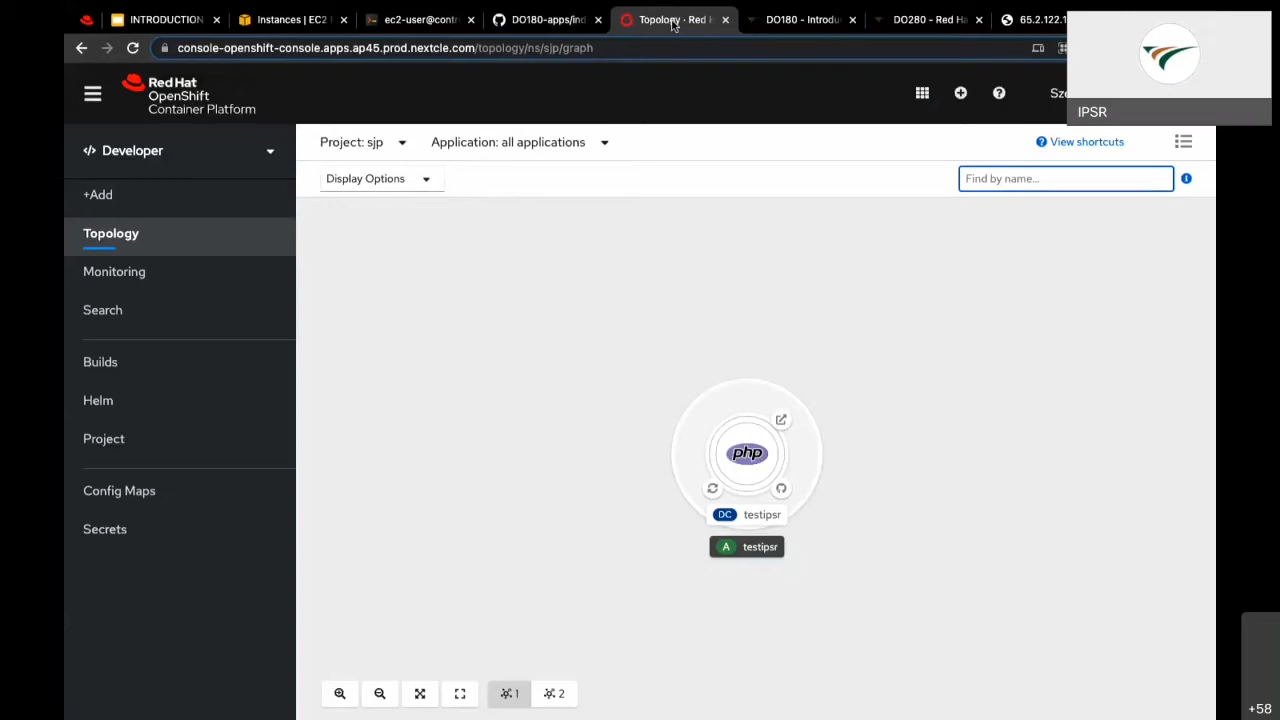 INTRODUCTION
Instances | EC2
ec2-user@contr
DO180-apps/ind
Topology · Red H
DO180 - Introdu
DO280 - Red Ha
65.2.122.1
console-openshift-console.apps.ap45.prod.nextcle.com/topology/ns/sjp/graph
IPSR
Red Hat
OpenShift
Container Platform
Sze
Developer
Project: sjp
Application: all applications
View shortcuts
Display Options
Find by name...
+Add
Topology
Monitoring
Search
Builds
Helm
Project
Config Maps
Secrets
php
DC testipsr
A testipsr
1
2
+58